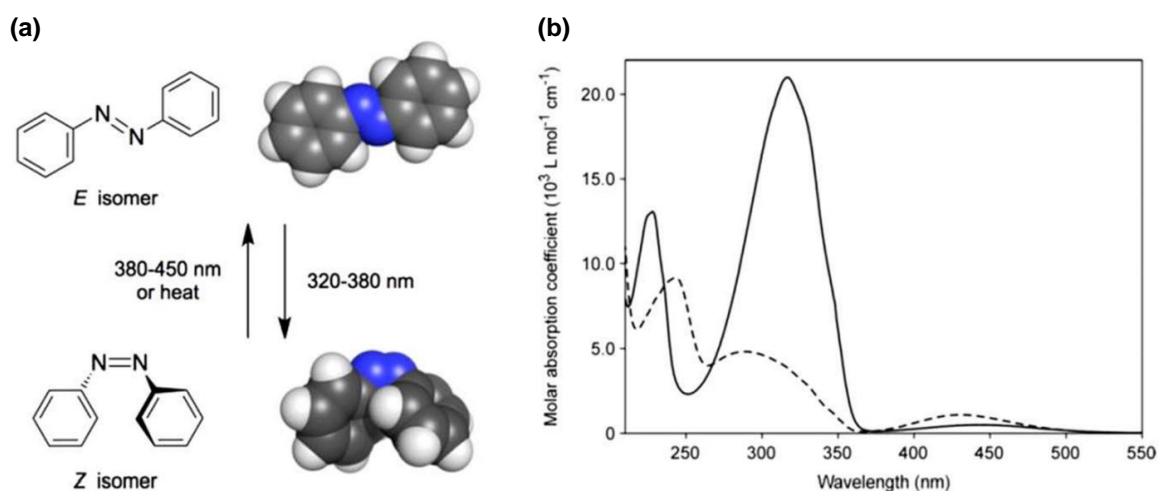 (a)
N
N
E isomer
380-450 nm
or heat
320-380 nm
N
N
Z isomer
(b)
Molar absorption coefficient (10³ L mol⁻¹ cm⁻¹)
20.0
15.0
10.0
5.0
0
250 300 350 400 450 500 550
Wavelength (nm)